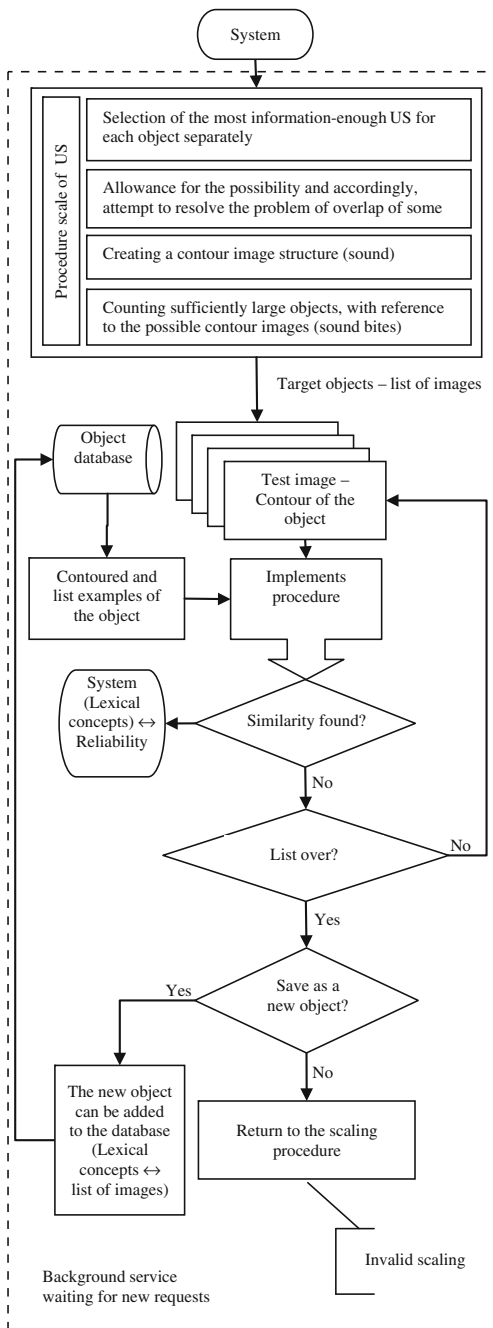 System
Procedure scale of US
Selection of the most information-enough US for
each object separately
Allowance for the possibility and accordingly,
attempt to resolve the problem of overlap of some
Creating a contour image structure (sound)
Counting sufficiently large objects, with reference
to the possible contour images (sound bites)
Target objects – list of images
Object
database
Test image –
Contour of the
object
Contoured and
list examples of
the object
Implements
procedure
System
(Lexical
concepts) ↔
Reliability
Similarity found?
No
List over?
No
Yes
Save as a
new object?
Yes
No
The new object
can be added
to the database
(Lexical
concepts ↔
list of images)
Return to the scaling
procedure
Invalid scaling
Background service
waiting for new requests